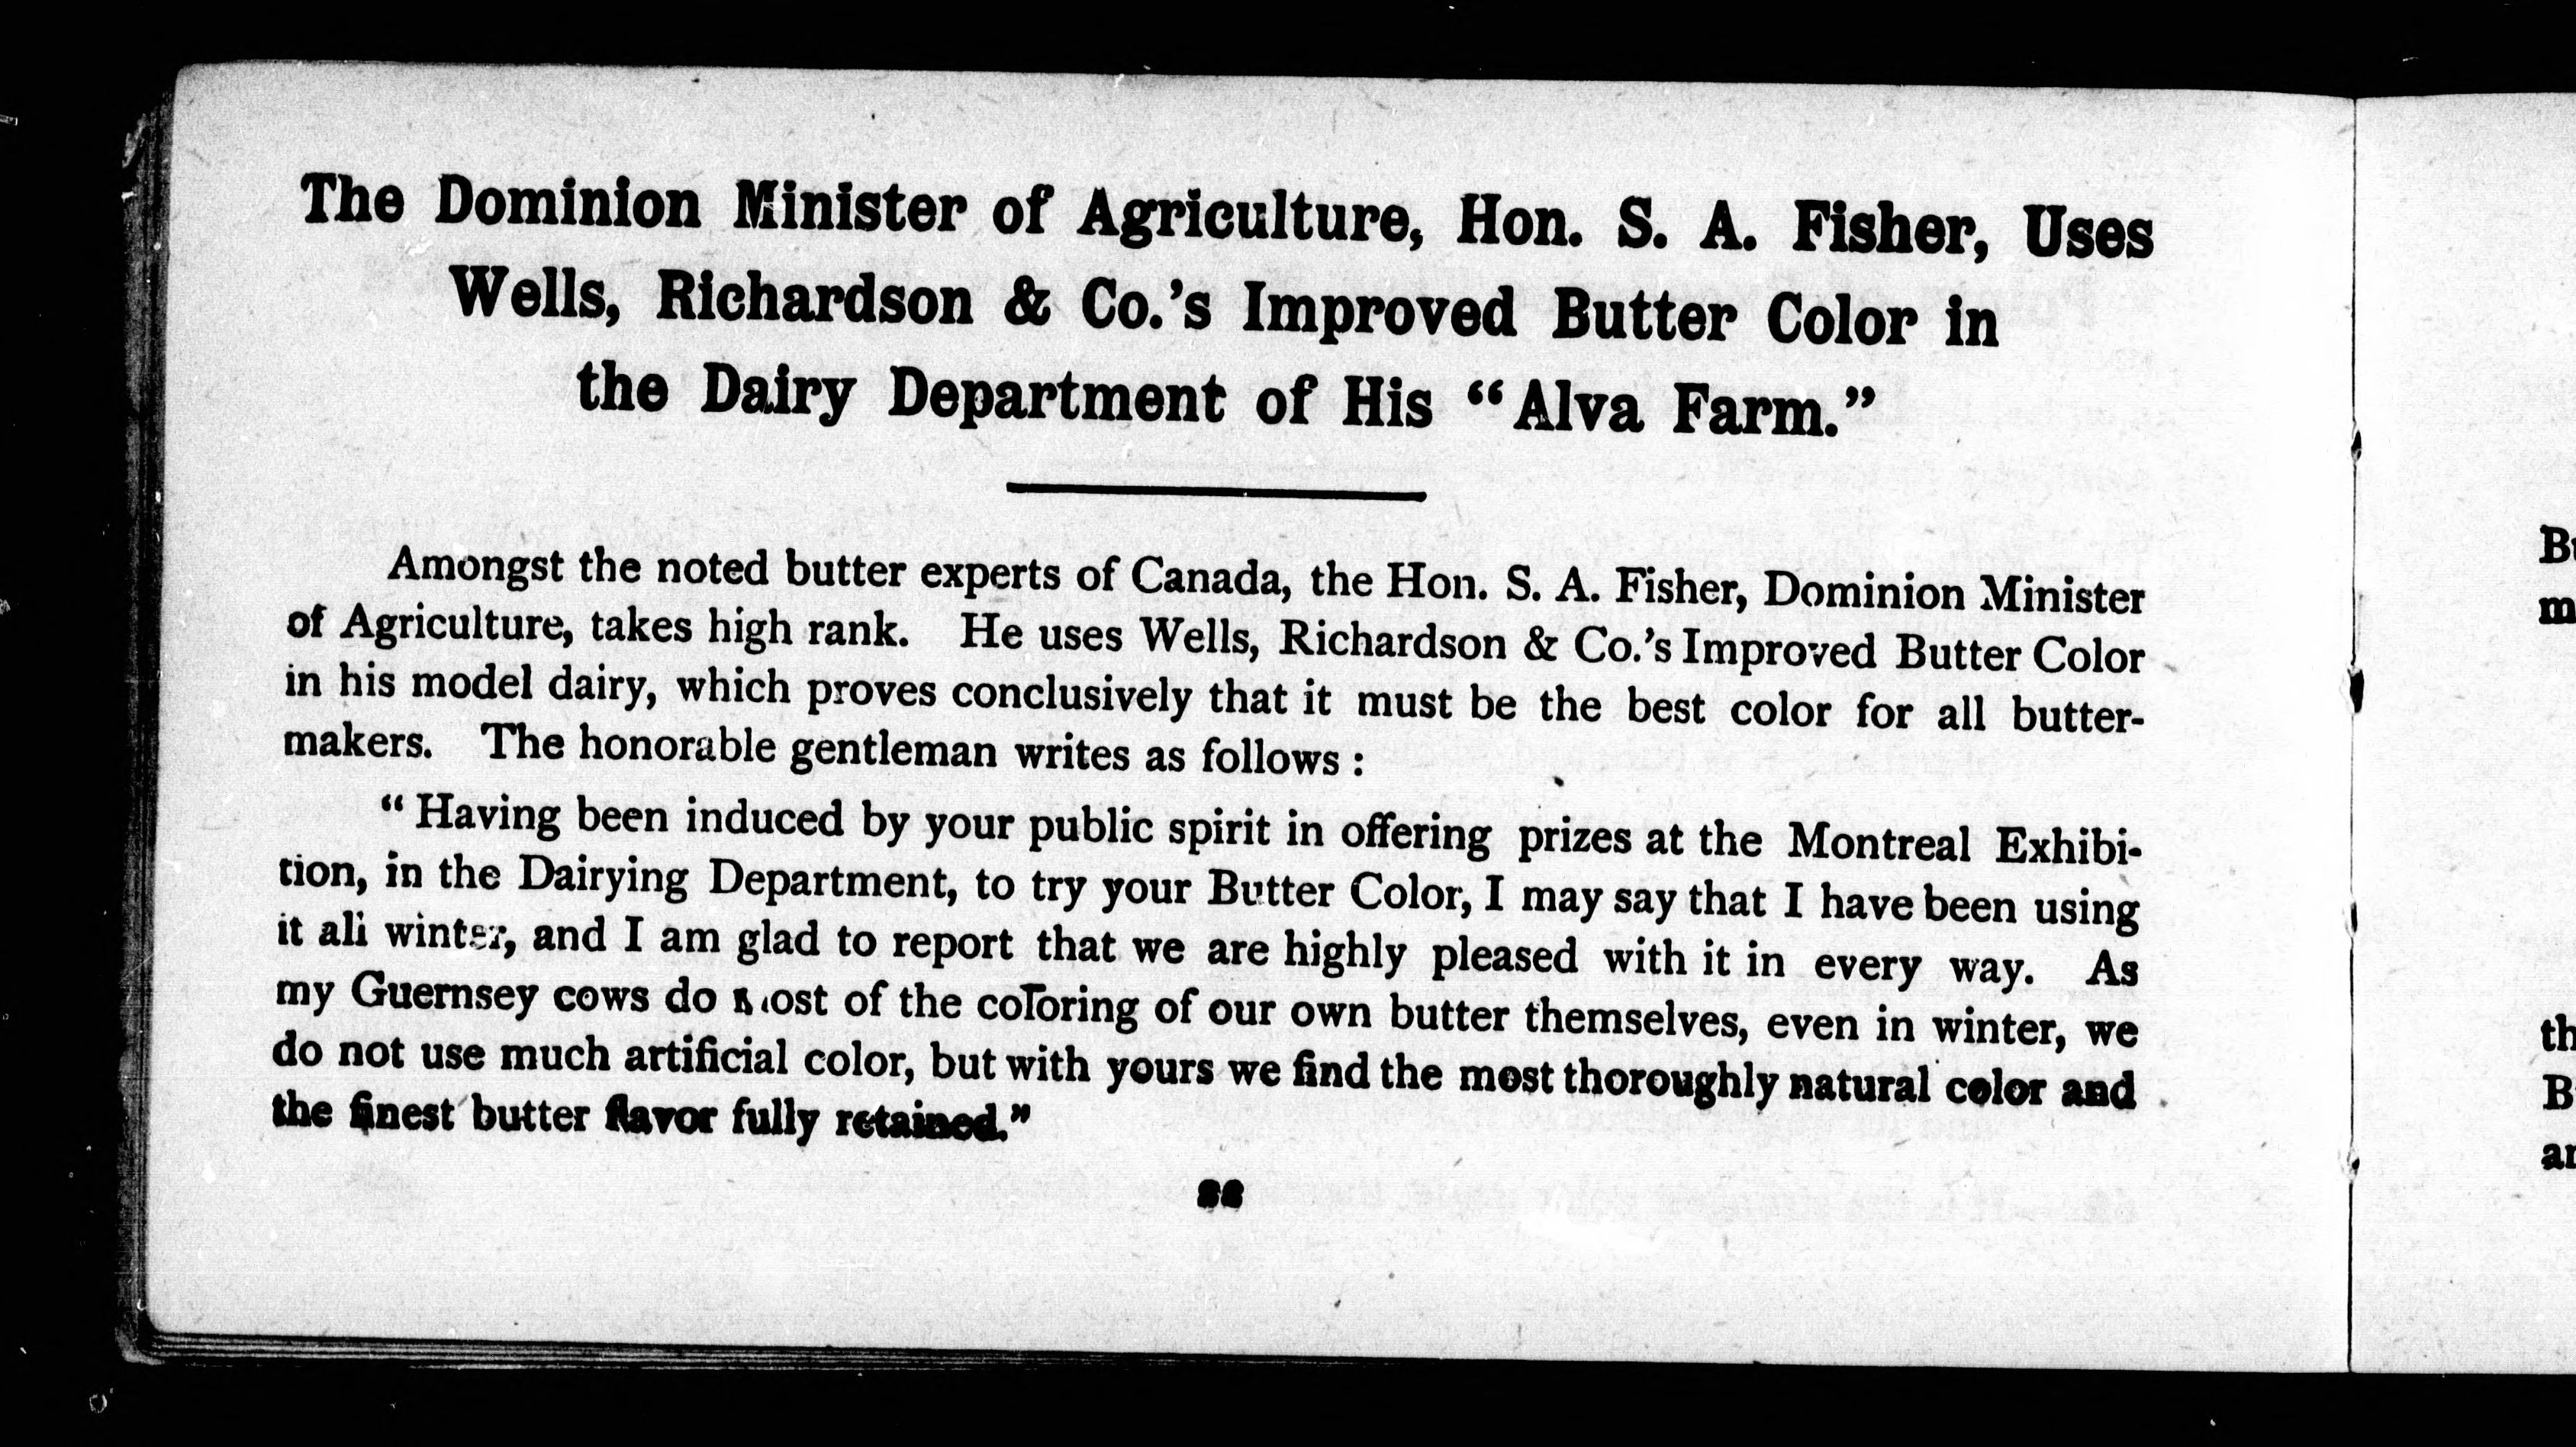 The Dominion Minister of Agriculture, Hon. S. A. Fisher, Uses
Wells, Richardson & Co.'s Improved Butter Color in
the Dairy Department of His "Alva Farm."
Amongst the noted butter experts of Canada, the Hon. S. A. Fisher, Dominion Minister
of Agriculture, takes high rank. He uses Wells, Richardson & Co.'s Improved Butter Color
in his model dairy, which proves conclusively that it must be the best color for all butter-
makers. The honorable gentleman writes as follows :
" Having been induced by your public spirit in offering prizes at the Montreal Exhibi-
tion, in the Dairying Department, to try your Butter Color, I may say that I have been using
it all winter, and I am glad to report that we are highly pleased with it in every way. As
my Guernsey cows do most of the coloring of our own butter themselves, even in winter, we
do not use much artificial color, but with yours we find the most thoroughly natural color and
the finest butter flavor fully retained."